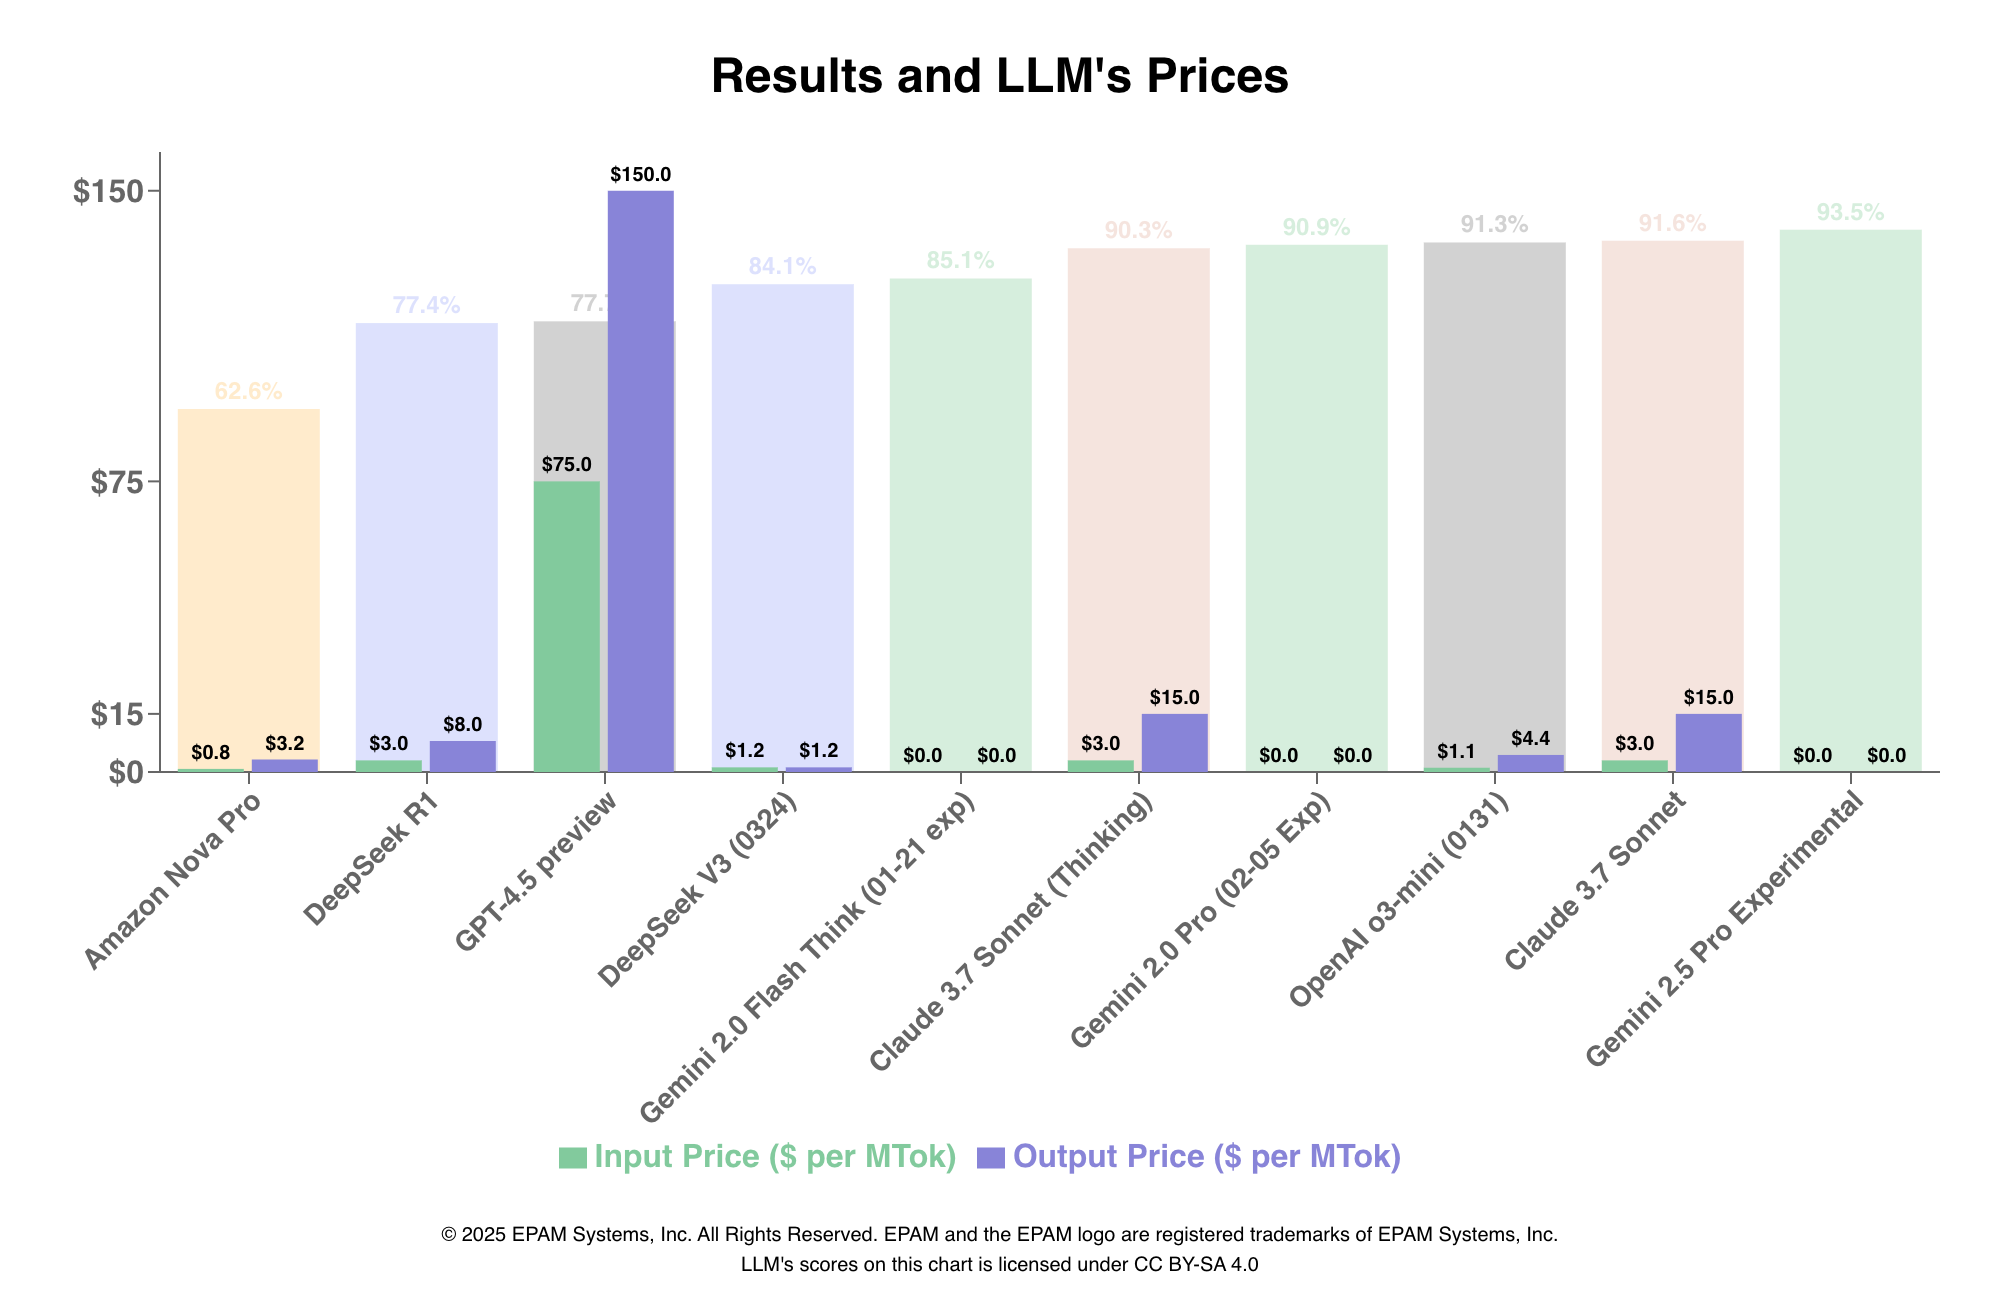 Results and LLM's Prices
$150
$75
$15
$0
62.6%
77.4%
84.1%
85.1%
90.3%
90.9%
91.3%
91.6%
93.5%
$0.8
$3.2
$3.0
$8.0
$75.0
$150.0
$1.2
$1.2
$0.0
$0.0
$3.0
$15.0
$0.0
$0.0
$1.1
$4.4
$3.0
$15.0
$0.0
$0.0
Amazon Nova Pro
DeepSeek R1
GPT-4.5 preview
DeepSeek V3 (0324)
Gemini 2.0 Flash Think (01-21 exp)
Claude 3.7 Sonnet (Thinking)
Gemini 2.0 Pro (02-05 Exp)
OpenAI o3-mini (0131)
Claude 3.7 Sonnet
Gemini 2.5 Pro Experimental
Input Price ($ per MTok)
Output Price ($ per MTok)
© 2025 EPAM Systems, Inc. All Rights Reserved. EPAM and the EPAM logo are registered trademarks of EPAM Systems, Inc.
LLM's scores on this chart is licensed under CC BY-SA 4.0